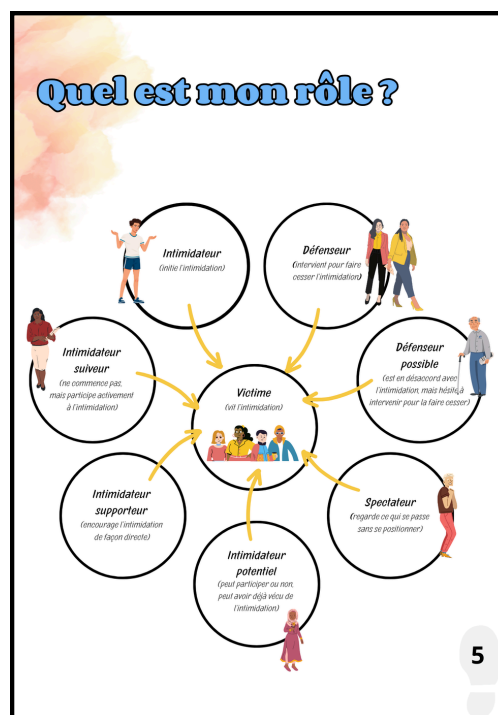 Quel est mon rôle ?
Intimidateur
(initie l'intimidation)
Défenseur
(intervient pour faire
cesser l'intimidation)
Intimidateur
suiveur
(ne commence pas,
mais participe activement
à l'intimidation)
Défenseur
possible
(est en désaccord avec
l'intimidation, mais hésite à
intervenir pour la faire cesser)
Victime
(vit l'intimidation)
Intimidateur
supporteur
(encourage l'intimidation
de façon directe)
Spectateur
(regarde ce qui se passe
sans se positionner)
Intimidateur
potentiel
(peut participer ou non,
peut avoir déjà vécu de
l'intimidation)
5